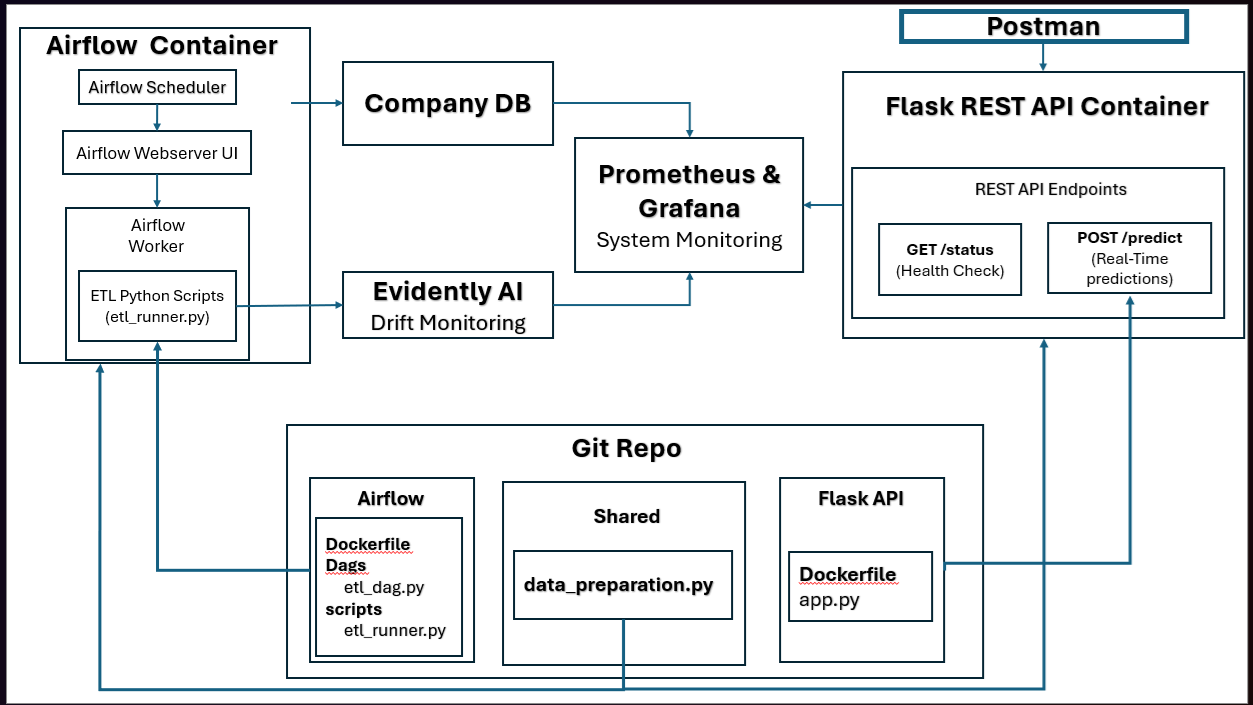 Airflow Container
Airflow Scheduler
Airflow Webserver UI
Airflow
Worker
ETL Python Scripts
(etl_runner.py)
Company DB
Evidently AI
Drift Monitoring
Prometheus &
Grafana
System Monitoring
Postman
Flask REST API Container
REST API Endpoints
GET /status
(Health Check)
POST /predict
(Real-Time
predictions)
Git Repo
Airflow
Dockerfile
Dags
etl_dag.py
scripts
etl_runner.py
Shared
data_preparation.py
Flask API
Dockerfile
app.py